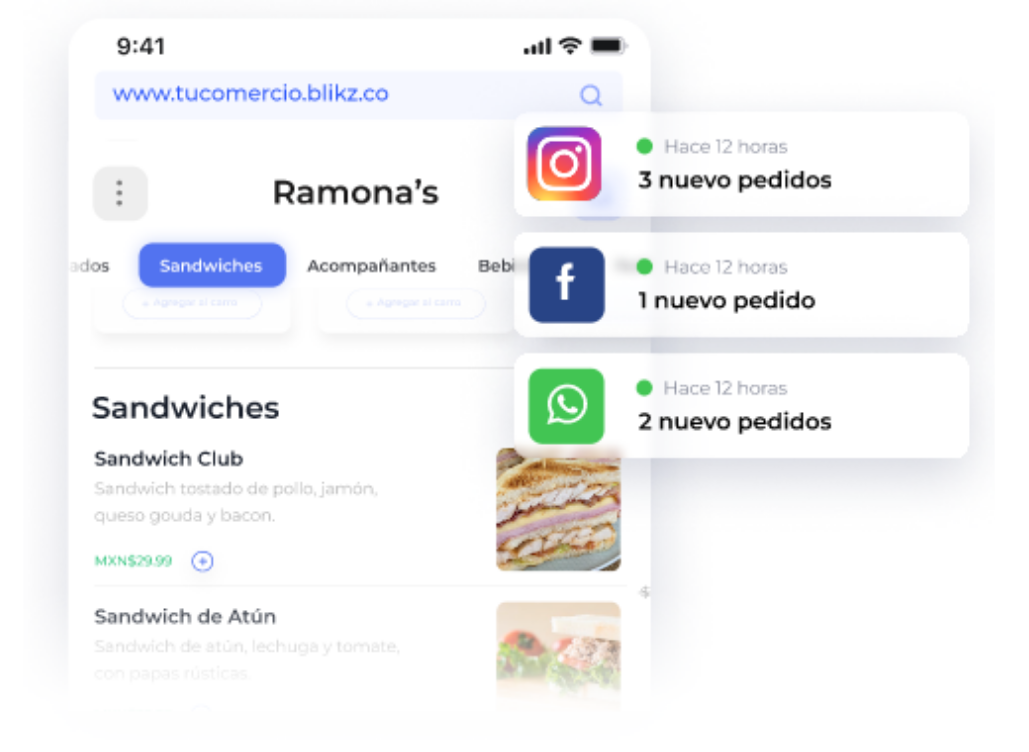 9:41
www.tucomercio.blikz.co
Hace 12 horas
3 nuevo pedidos
Ramona’s
ados
Sandwiches
Acompañantes
Bebi
Hace 12 horas
1 nuevo pedido
+ Agregar al carro
+ Agregar al carro
Hace 12 horas
2 nuevo pedidos
Sandwiches
Sandwich Club
Sandwich tostado de pollo, jamón,
queso gouda y bacon.
MXN$29.99
Sandwich de Atún
Sandwich de atún, lechuga y tomate,
con papas rústicas.